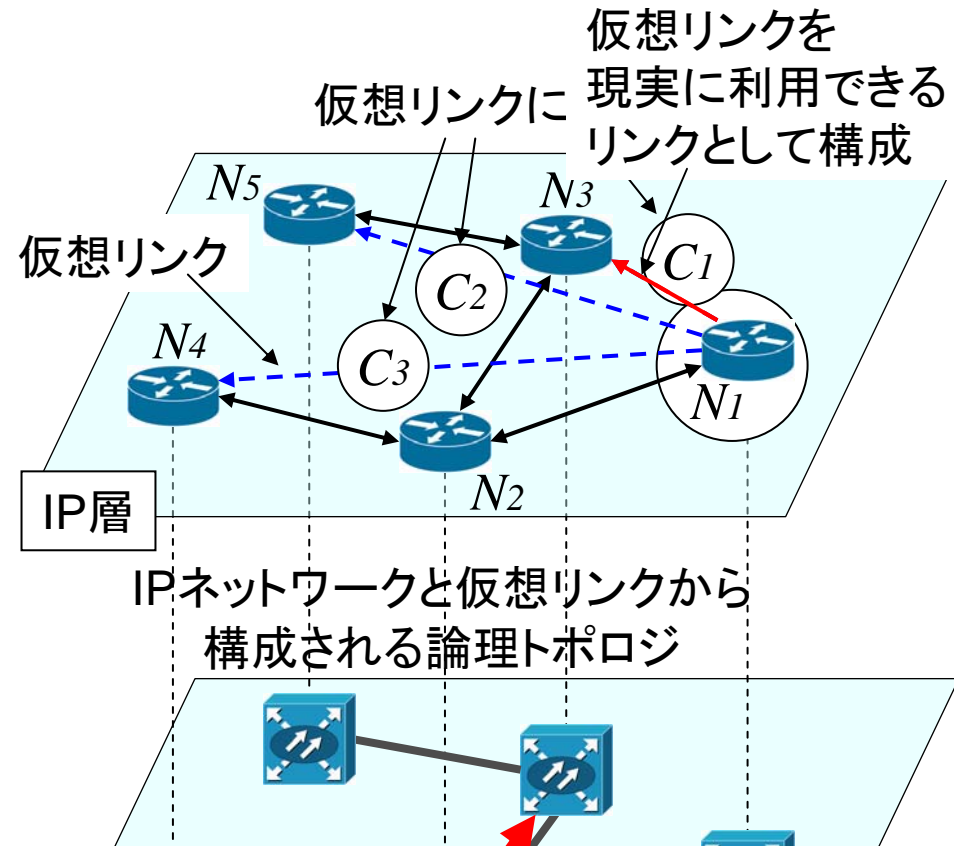 仮想リンクを
現実に利用できる
リンクとして構成
仮想リンクに
N5
N3
仮想リンク
C1
C2
N4
C3
N1
N2
IP層
IPネットワークと仮想リンクから
構成される論理トポロジ